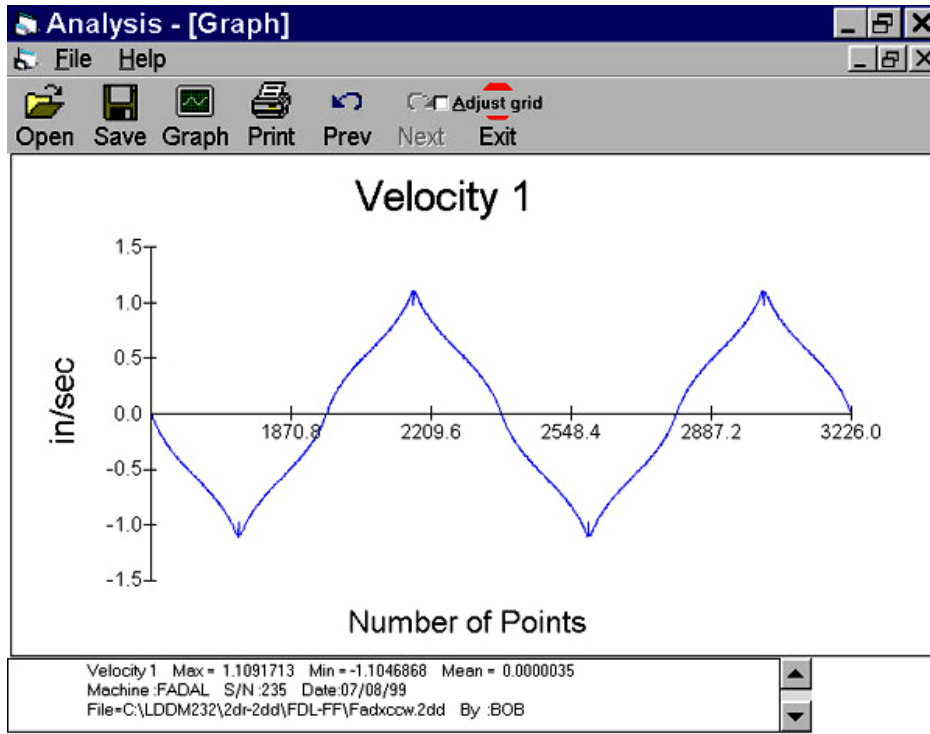 Analysis - [Graph]
File Help
Adjust grid
Open Save Graph Print Prev Next Exit
Velocity 1
1.5
1.0
0.5
0.0
-0.5
-1.0
-1.5
in/sec
1870.8 2209.6 2548.4 2887.2 3226.0
Number of Points
Velocity 1 Max = 1.1091713 Min = -1.1046868 Mean = 0.0000035
Machine :FADAL S/N :235 Date:07/08/99
File=C:\LDDM232\2dr-2dd\FDL-FF\Fadxccw.2dd By :BOB